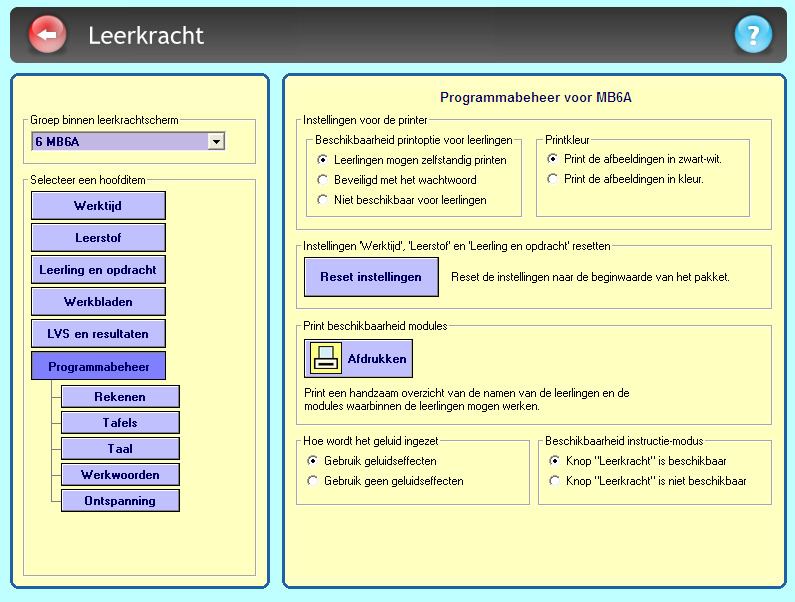 Leerkracht
?
Groep binnen leerkrachtscherm
6 MB6A
Selecteer een hoofditem
Werktijd
Leerstof
Leerling en opdracht
Werkbladen
LVS en resultaten
Programmabeheer
Rekenen
Tafels
Taal
Werkwoorden
Ontspanning
Programmabeheer voor MB6A
Instellingen voor de printer
Beschikbaarheid printoptie voor leerlingen
Leerlingen mogen zelfstandig printen
Beveiligd met het wachtwoord
Niet beschikbaar voor leerlingen
Printkleur
Print de afbeeldingen in zwart-wit.
Print de afbeeldingen in kleur.
Instellingen 'Werktijd', 'Leerstof' en 'Leerling en opdracht' resetten
Reset instellingen
Reset de instellingen naar de beginwaarde van het pakket.
Print beschikbaarheid modules
Afdrukken
Print een handzaam overzicht van de namen van de leerlingen en de
modules waarbinnen de leerlingen mogen werken.
Hoe wordt het geluid ingezet
Gebruik geluidseffecten
Gebruik geen geluidseffecten
Beschikbaarheid instructie-modus
Knop "Leerkracht" is beschikbaar
Knop "Leerkracht" is niet beschikbaar